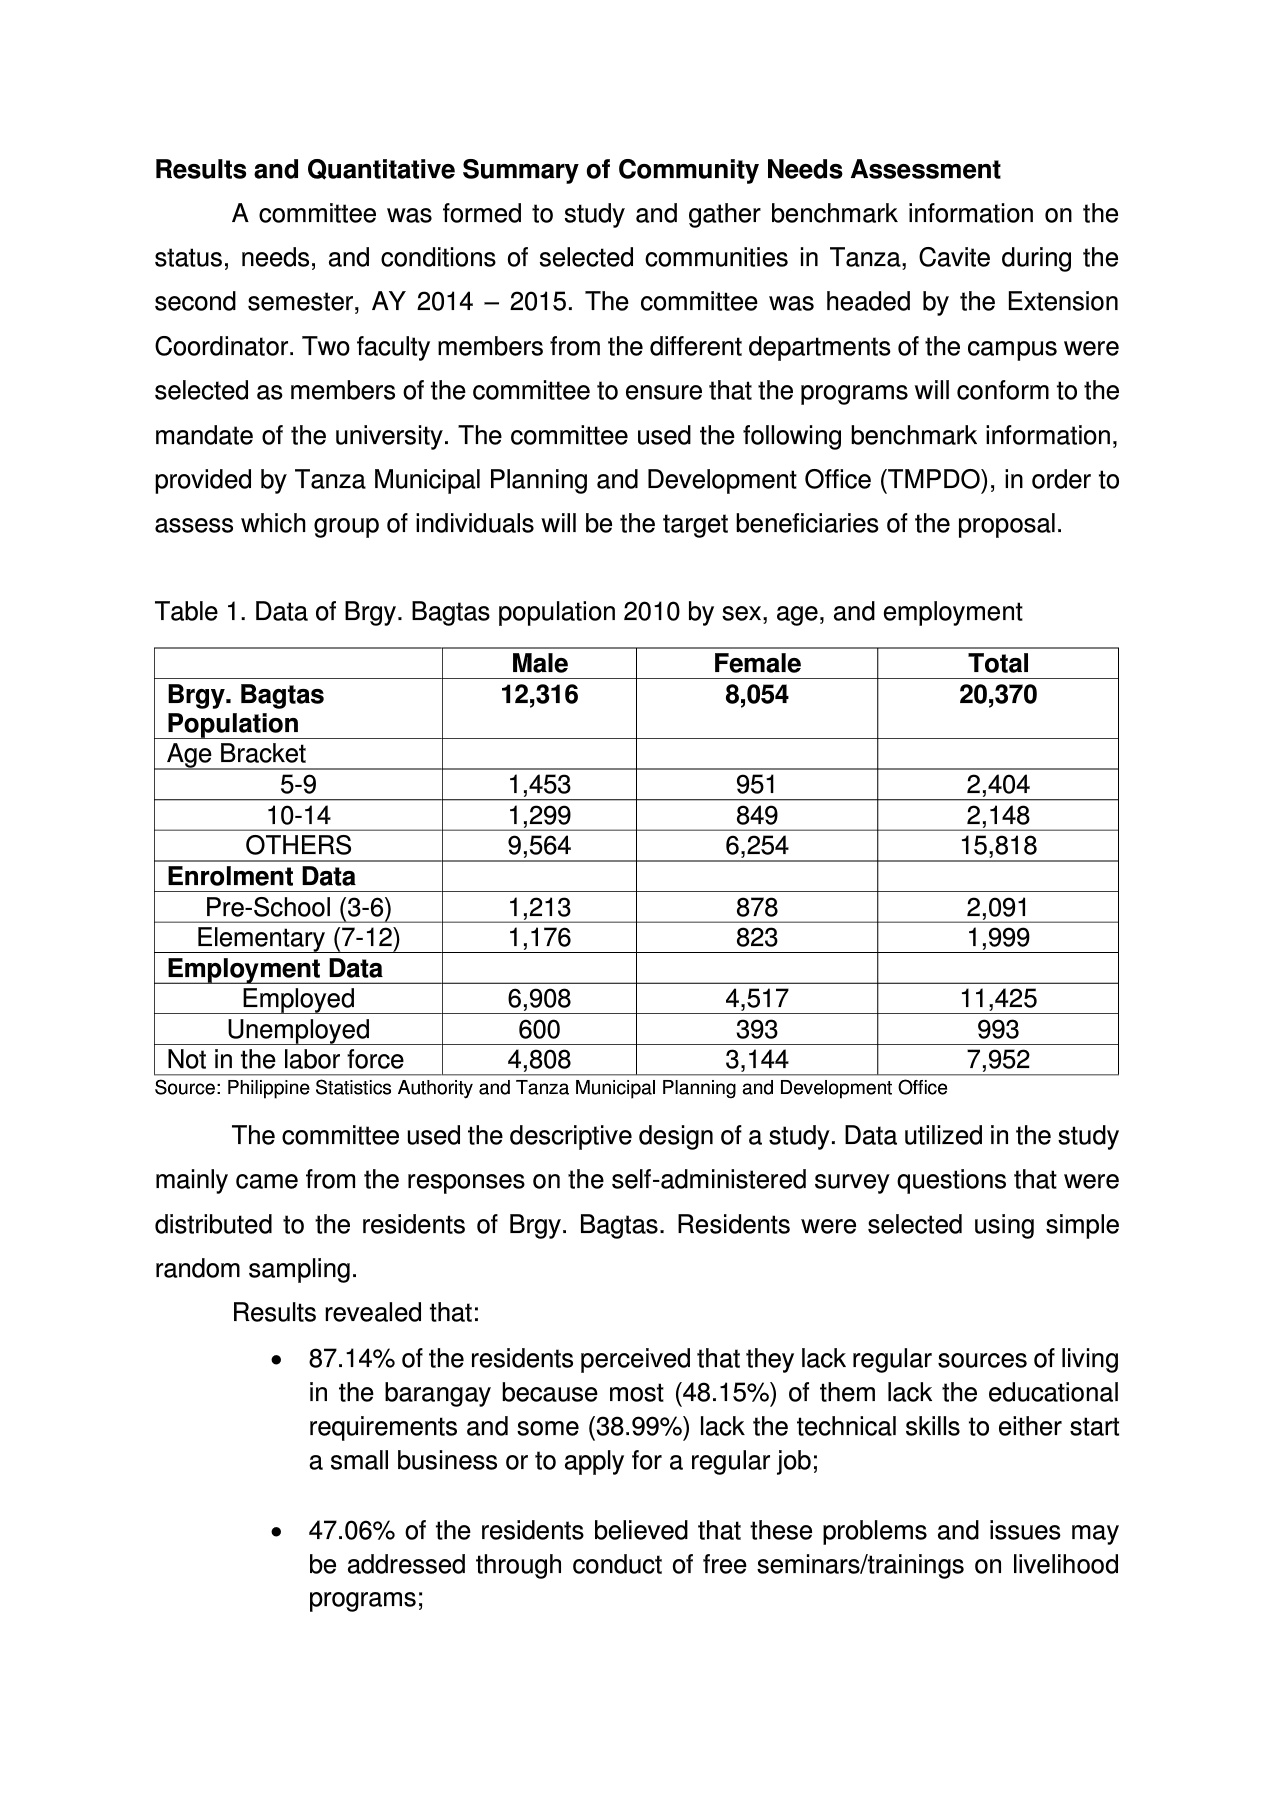 Results and Quantitative Summary of Community Needs Assessment
A committee was formed to study and gather benchmark information on the
status, needs, and conditions of selected communities in Tanza, Cavite during the
second semester, AY 2014 – 2015. The committee was headed by the Extension
Coordinator. Two faculty members from the different departments of the campus were
selected as members of the committee to ensure that the programs will conform to the
mandate of the university. The committee used the following benchmark information,
provided by Tanza Municipal Planning and Development Office (TMPDO), in order to
assess which group of individuals will be the target beneficiaries of the proposal.
Table 1. Data of Brgy. Bagtas population 2010 by sex, age, and employment
Male Female Total
Brgy. Bagtas 12,316 8,054 20,370
Population
Age Bracket
5-9 1,453 951 2,404
10-14 1,299 849 2,148
OTHERS 9,564 6,254 15,818
Enrolment Data
Pre-School (3-6) 1,213 878 2,091
Elementary (7-12) 1,176 823 1,999
Employment Data
Employed 6,908 4,517 11,425
Unemployed 600 393 993
Not in the labor force 4,808 3,144 7,952
Source: Philippine Statistics Authority and Tanza Municipal Planning and Development Office
The committee used the descriptive design of a study. Data utilized in the study
mainly came from the responses on the self-administered survey questions that were
distributed to the residents of Brgy. Bagtas. Residents were selected using simple
random sampling.
Results revealed that:
• 87.14% of the residents perceived that they lack regular sources of living
in the barangay because most (48.15%) of them lack the educational
requirements and some (38.99%) lack the technical skills to either start
a small business or to apply for a regular job;
• 47.06% of the residents believed that these problems and issues may
be addressed through conduct of free seminars/trainings on livelihood
programs;